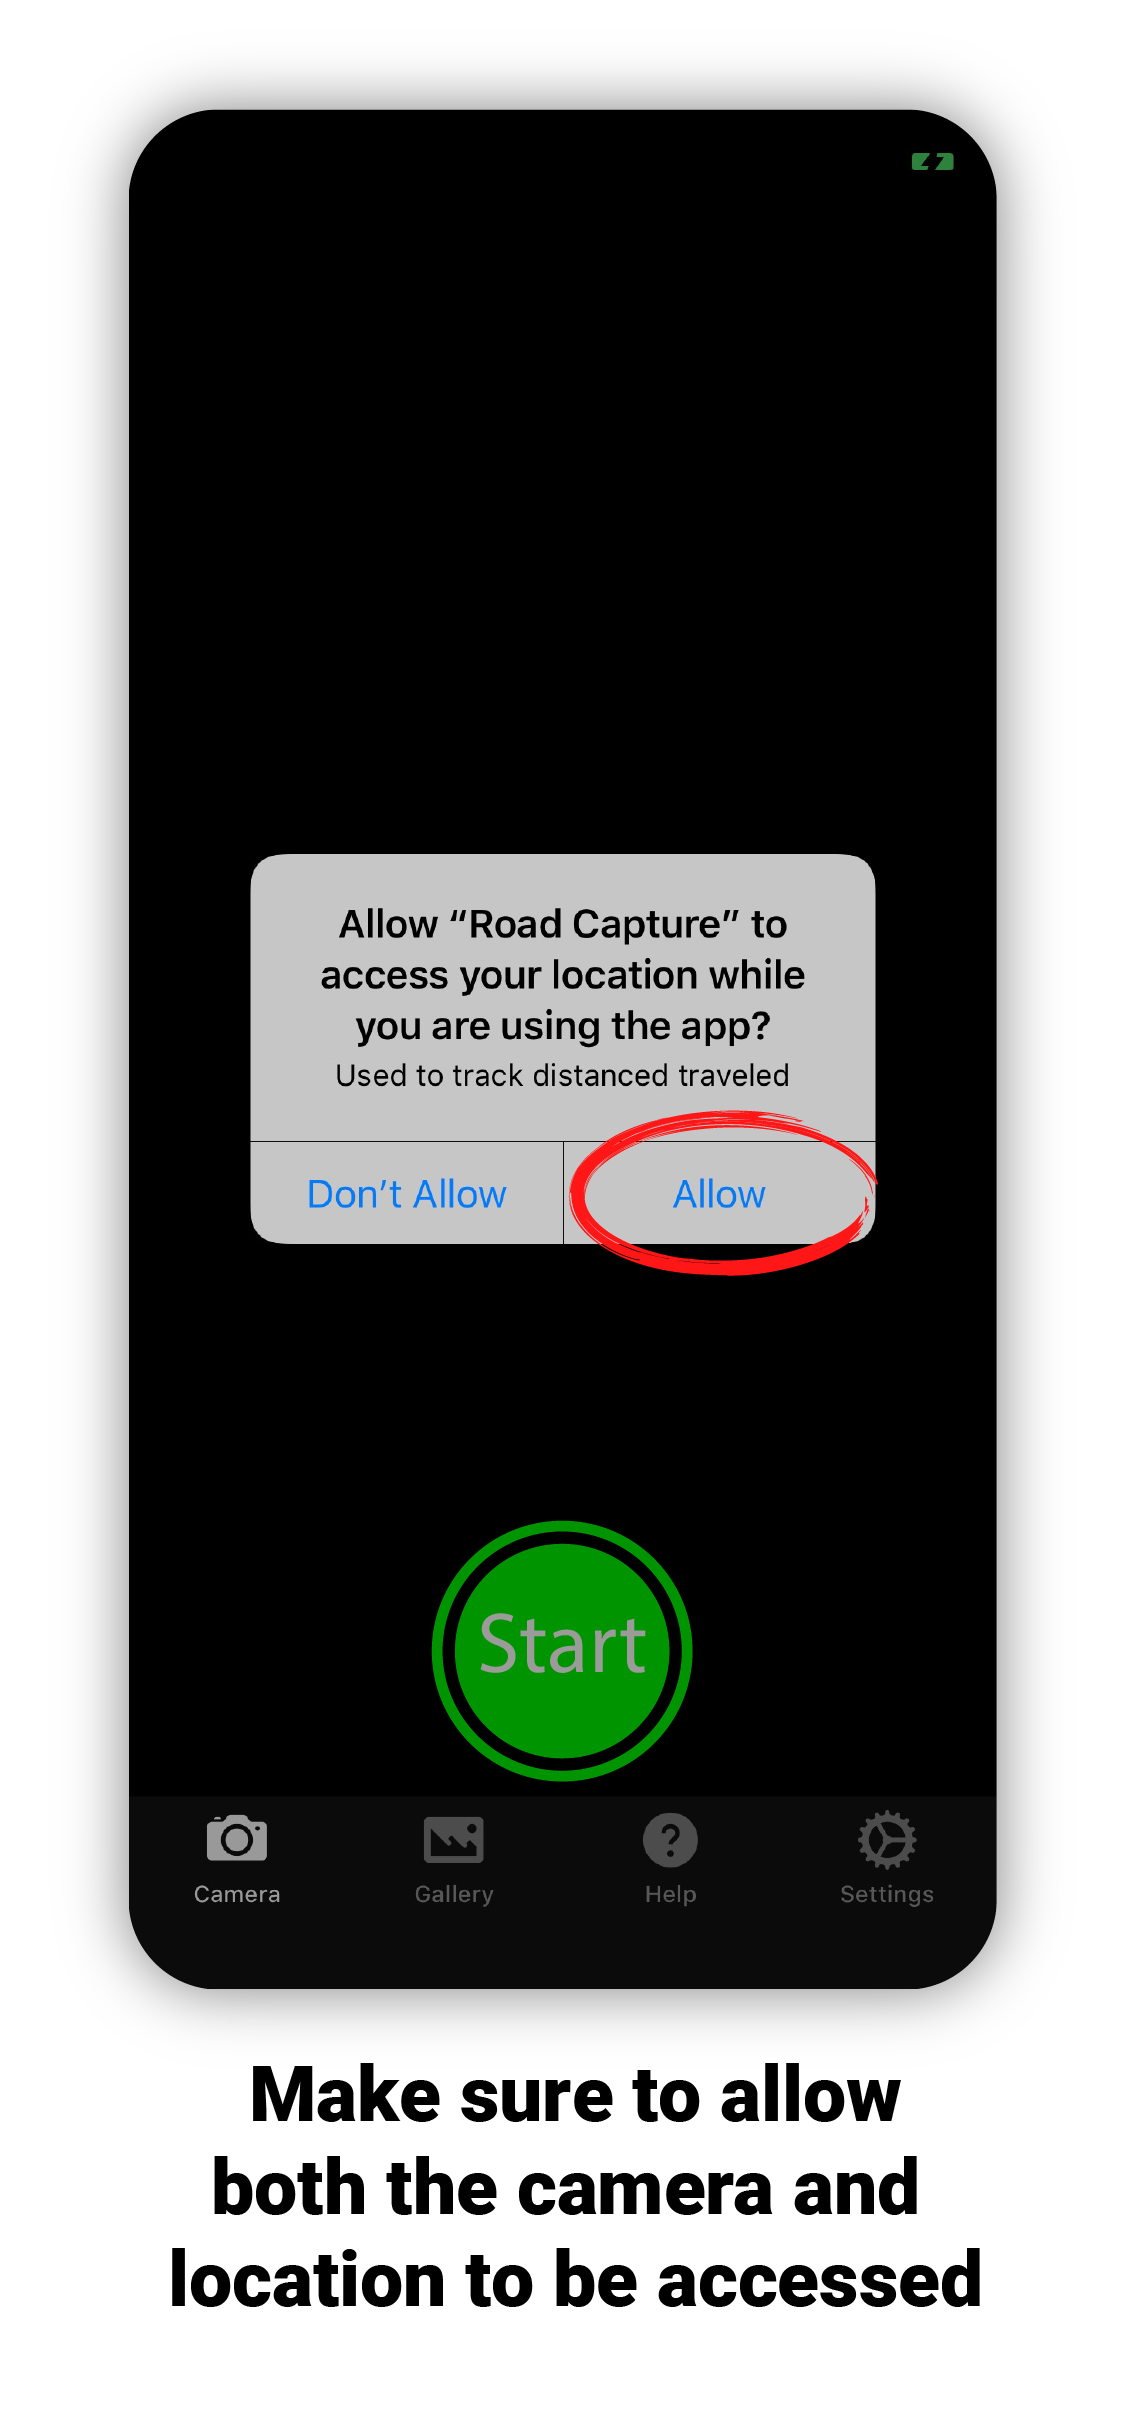 Allow “Road Capture” to
access your location while
you are using the app?
Used to track distanced traveled
Don’t Allow
Allow
Start
Camera
Gallery
Help
Settings
Make sure to allow
both the camera and
location to be accessed